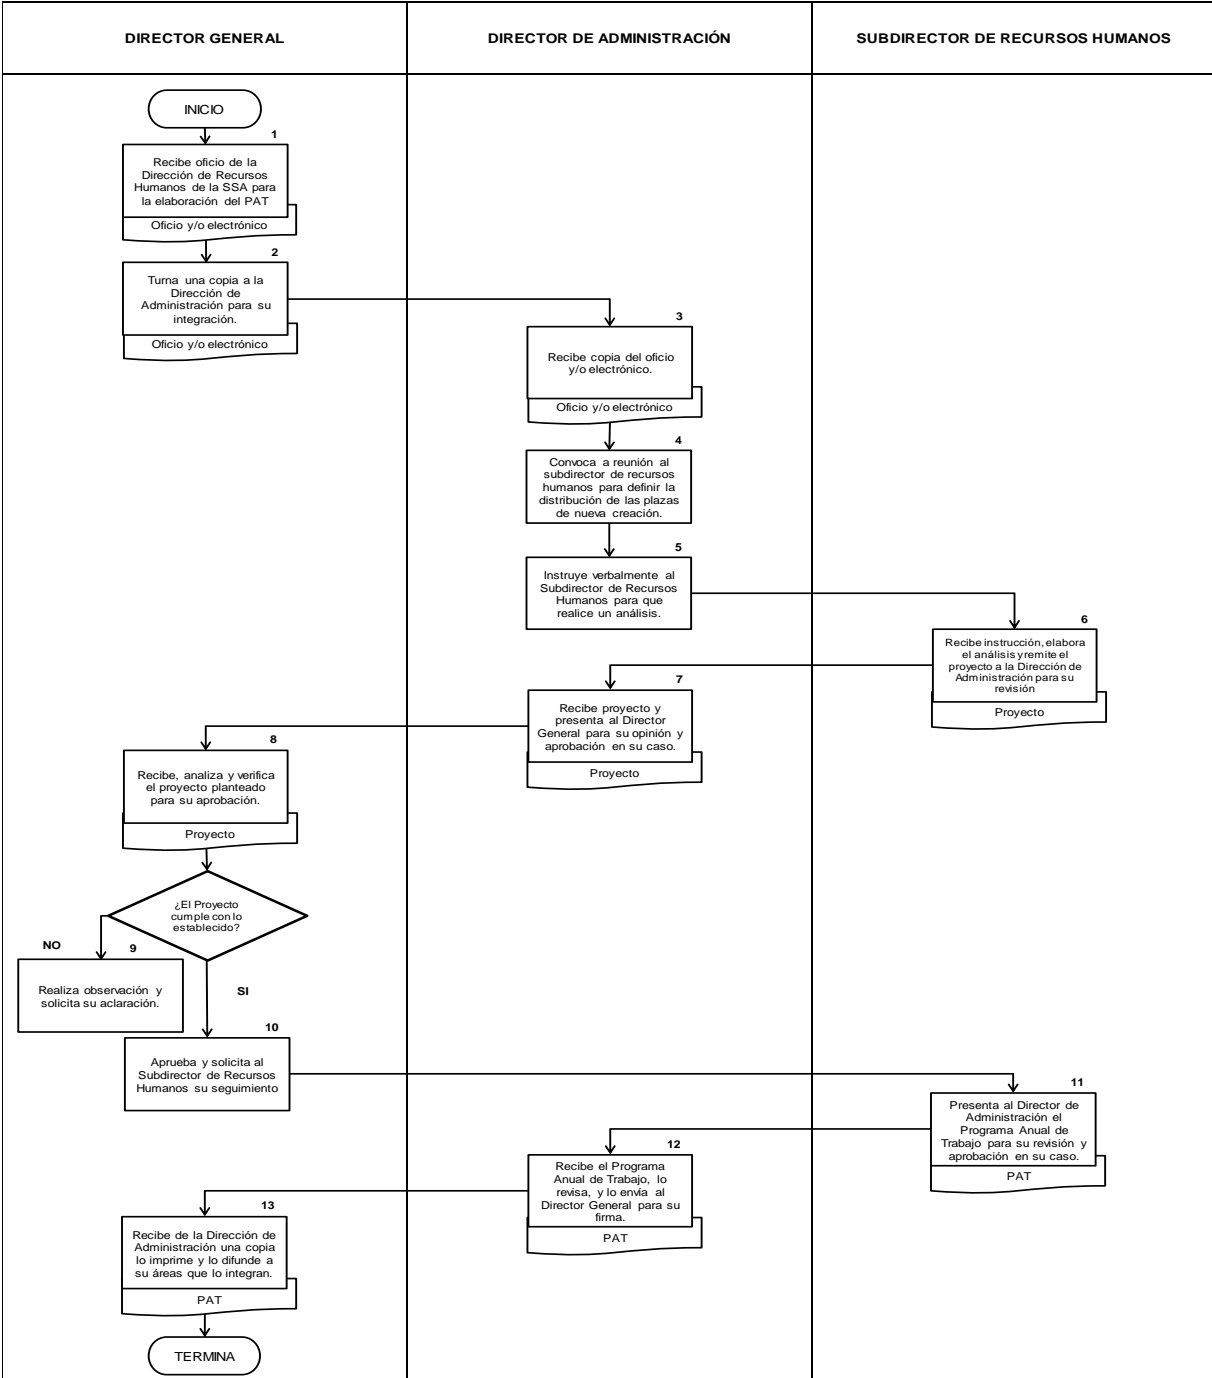 DIRECTOR GENERAL
DIRECTOR DE ADMINISTRACIÓN
SUBDIRECTOR DE RECURSOS HUMANOS
INICIO
1
Recibe oficio de la
Dirección de Recursos
Humanos de la SSA para
la elaboración del PAT
Oficio y/o electrónico
2
Turna una copia a la
Dirección de
Administración para su
integración.
Oficio y/o electrónico
3
Recibe copia del oficio
y/o electrónico.
Oficio y/o electrónico
4
Convoca a reunión al
subdirector de recursos
humanos para definir la
distribución de las plazas
de nueva creación.
5
Instruye verbalmente al
Subdirector de Recursos
Humanos para que
realice un análisis.
6
Recibe instrucción, elabora
el análisis y remite el
proyecto a la Dirección de
Administración para su
revisión
Proyecto
7
Recibe proyecto y
presenta al Director
General para su opinión y
aprobación en su caso.
Proyecto
8
Recibe, analiza y verifica
el proyecto planteado
para su aprobación.
Proyecto
¿El Proyecto
cumple con lo
establecido?
NO
9
Realiza observación y
solicita su aclaración.
SI
10
Aprueba y solicita al
Subdirector de Recursos
Humanos su seguimiento
11
Presenta al Director de
Administración el
Programa Anual de
Trabajo para su revisión y
aprobación en su caso.
PAT
12
Recibe el Programa
Anual de Trabajo, lo
revisa, y lo envía al
Director General para su
firma.
PAT
13
Recibe de la Dirección de
Administración una copia
lo imprime y lo difunde a
su áreas que lo integran.
PAT
TERMINA